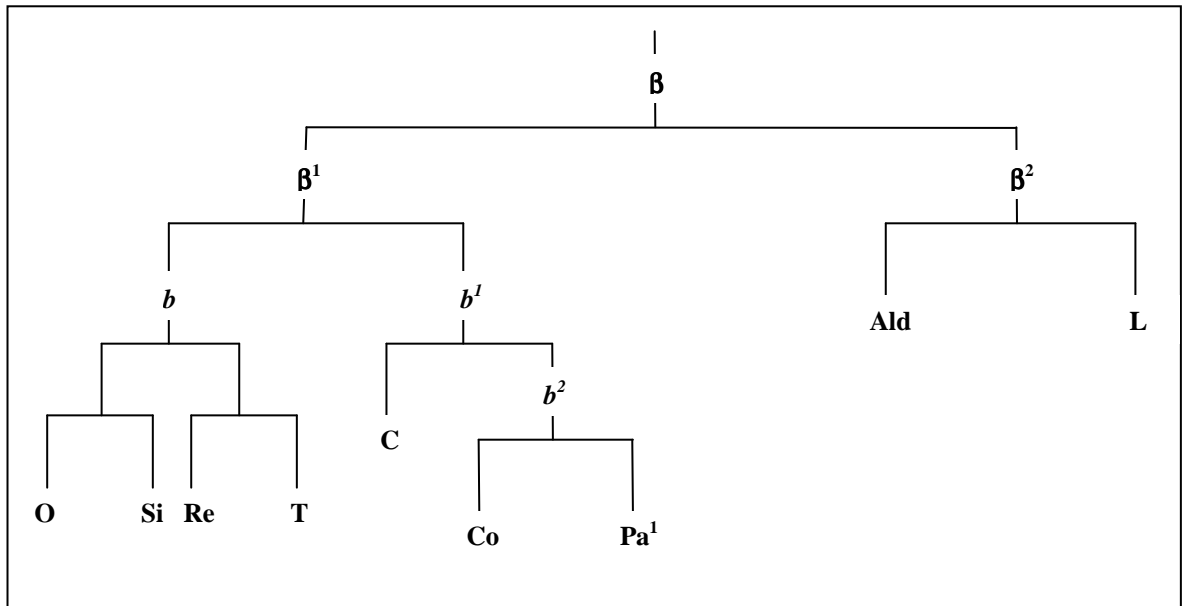 β
β¹ β²
b b¹
Ald L
b²
C
O Si Re T
Co Pa¹